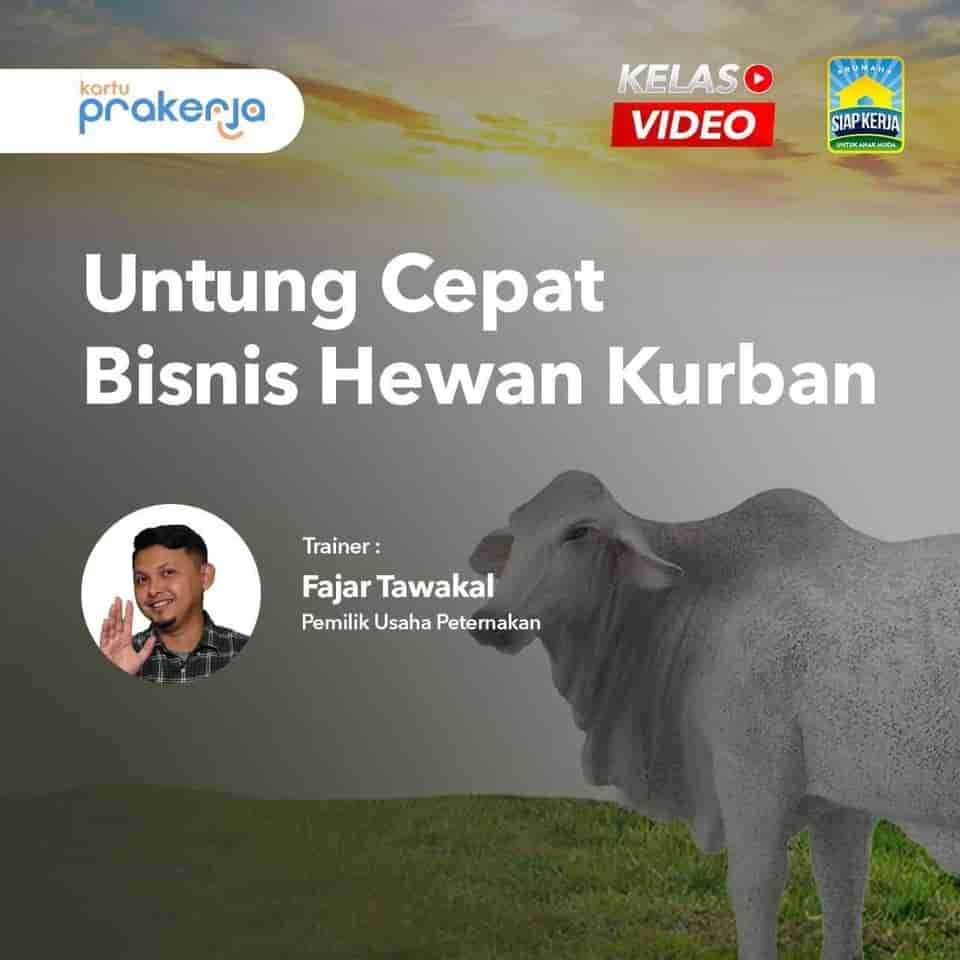 kartu
prakerja
KELAS
VIDEO
RUMAH
SIAP KERJA
UNTUK ANAK MUDA
Untung Cepat
Bisnis Hewan Kurban
Trainer :
Fajar Tawakal
Pemilik Usaha Peternakan